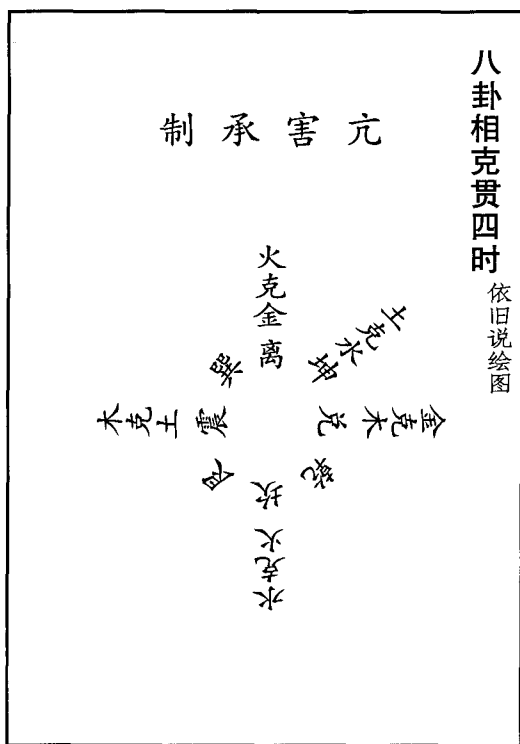 八卦相克贯四时
依旧说绘图
亢害承制
火克金
离
土克水
坤
金克木
兑
乾
水克火
坎
艮
木克土
震
巽